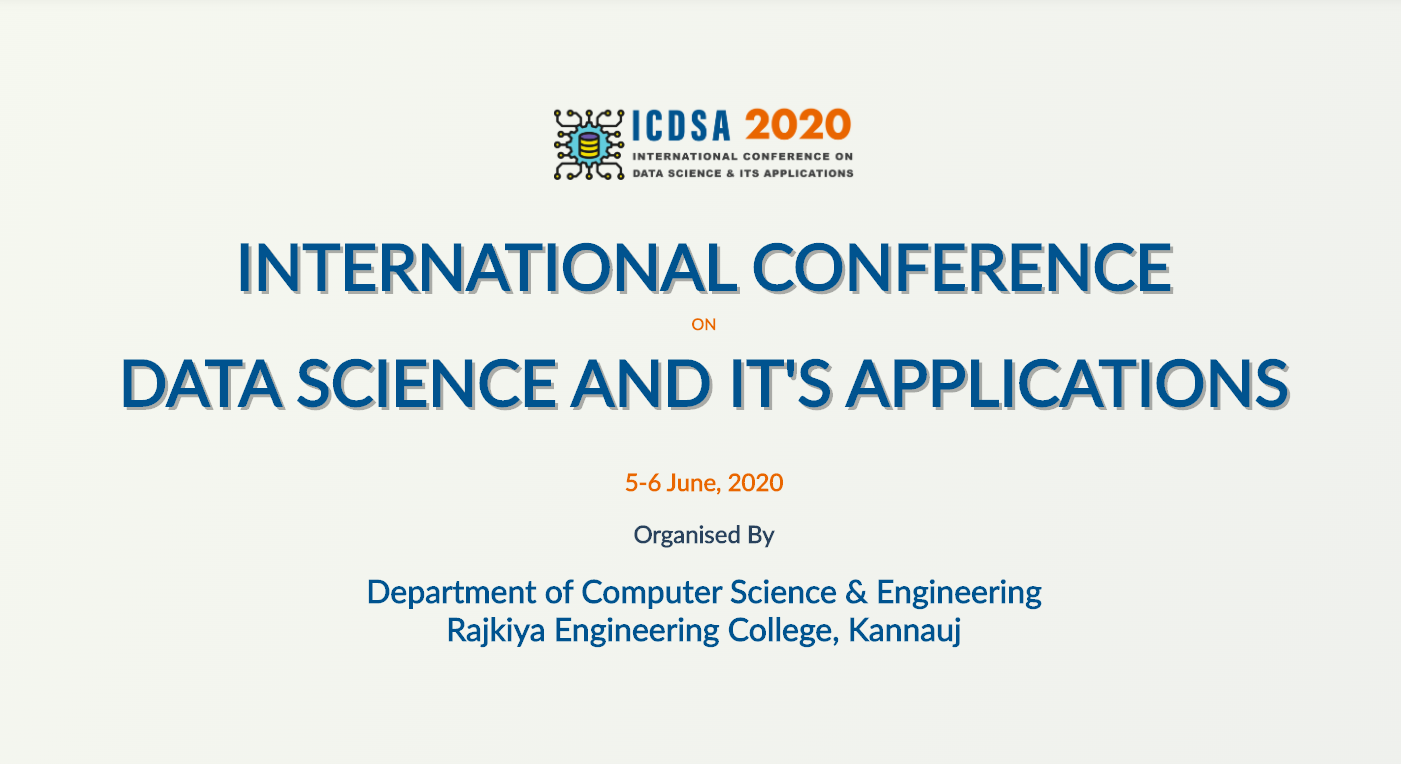 ICDSA 2020
INTERNATIONAL CONFERENCE ON
DATA SCIENCE & ITS APPLICATIONS
INTERNATIONAL CONFERENCE
ON
DATA SCIENCE AND IT'S APPLICATIONS
5-6 June, 2020
Organised By
Department of Computer Science & Engineering
Rajkiya Engineering College, Kannauj